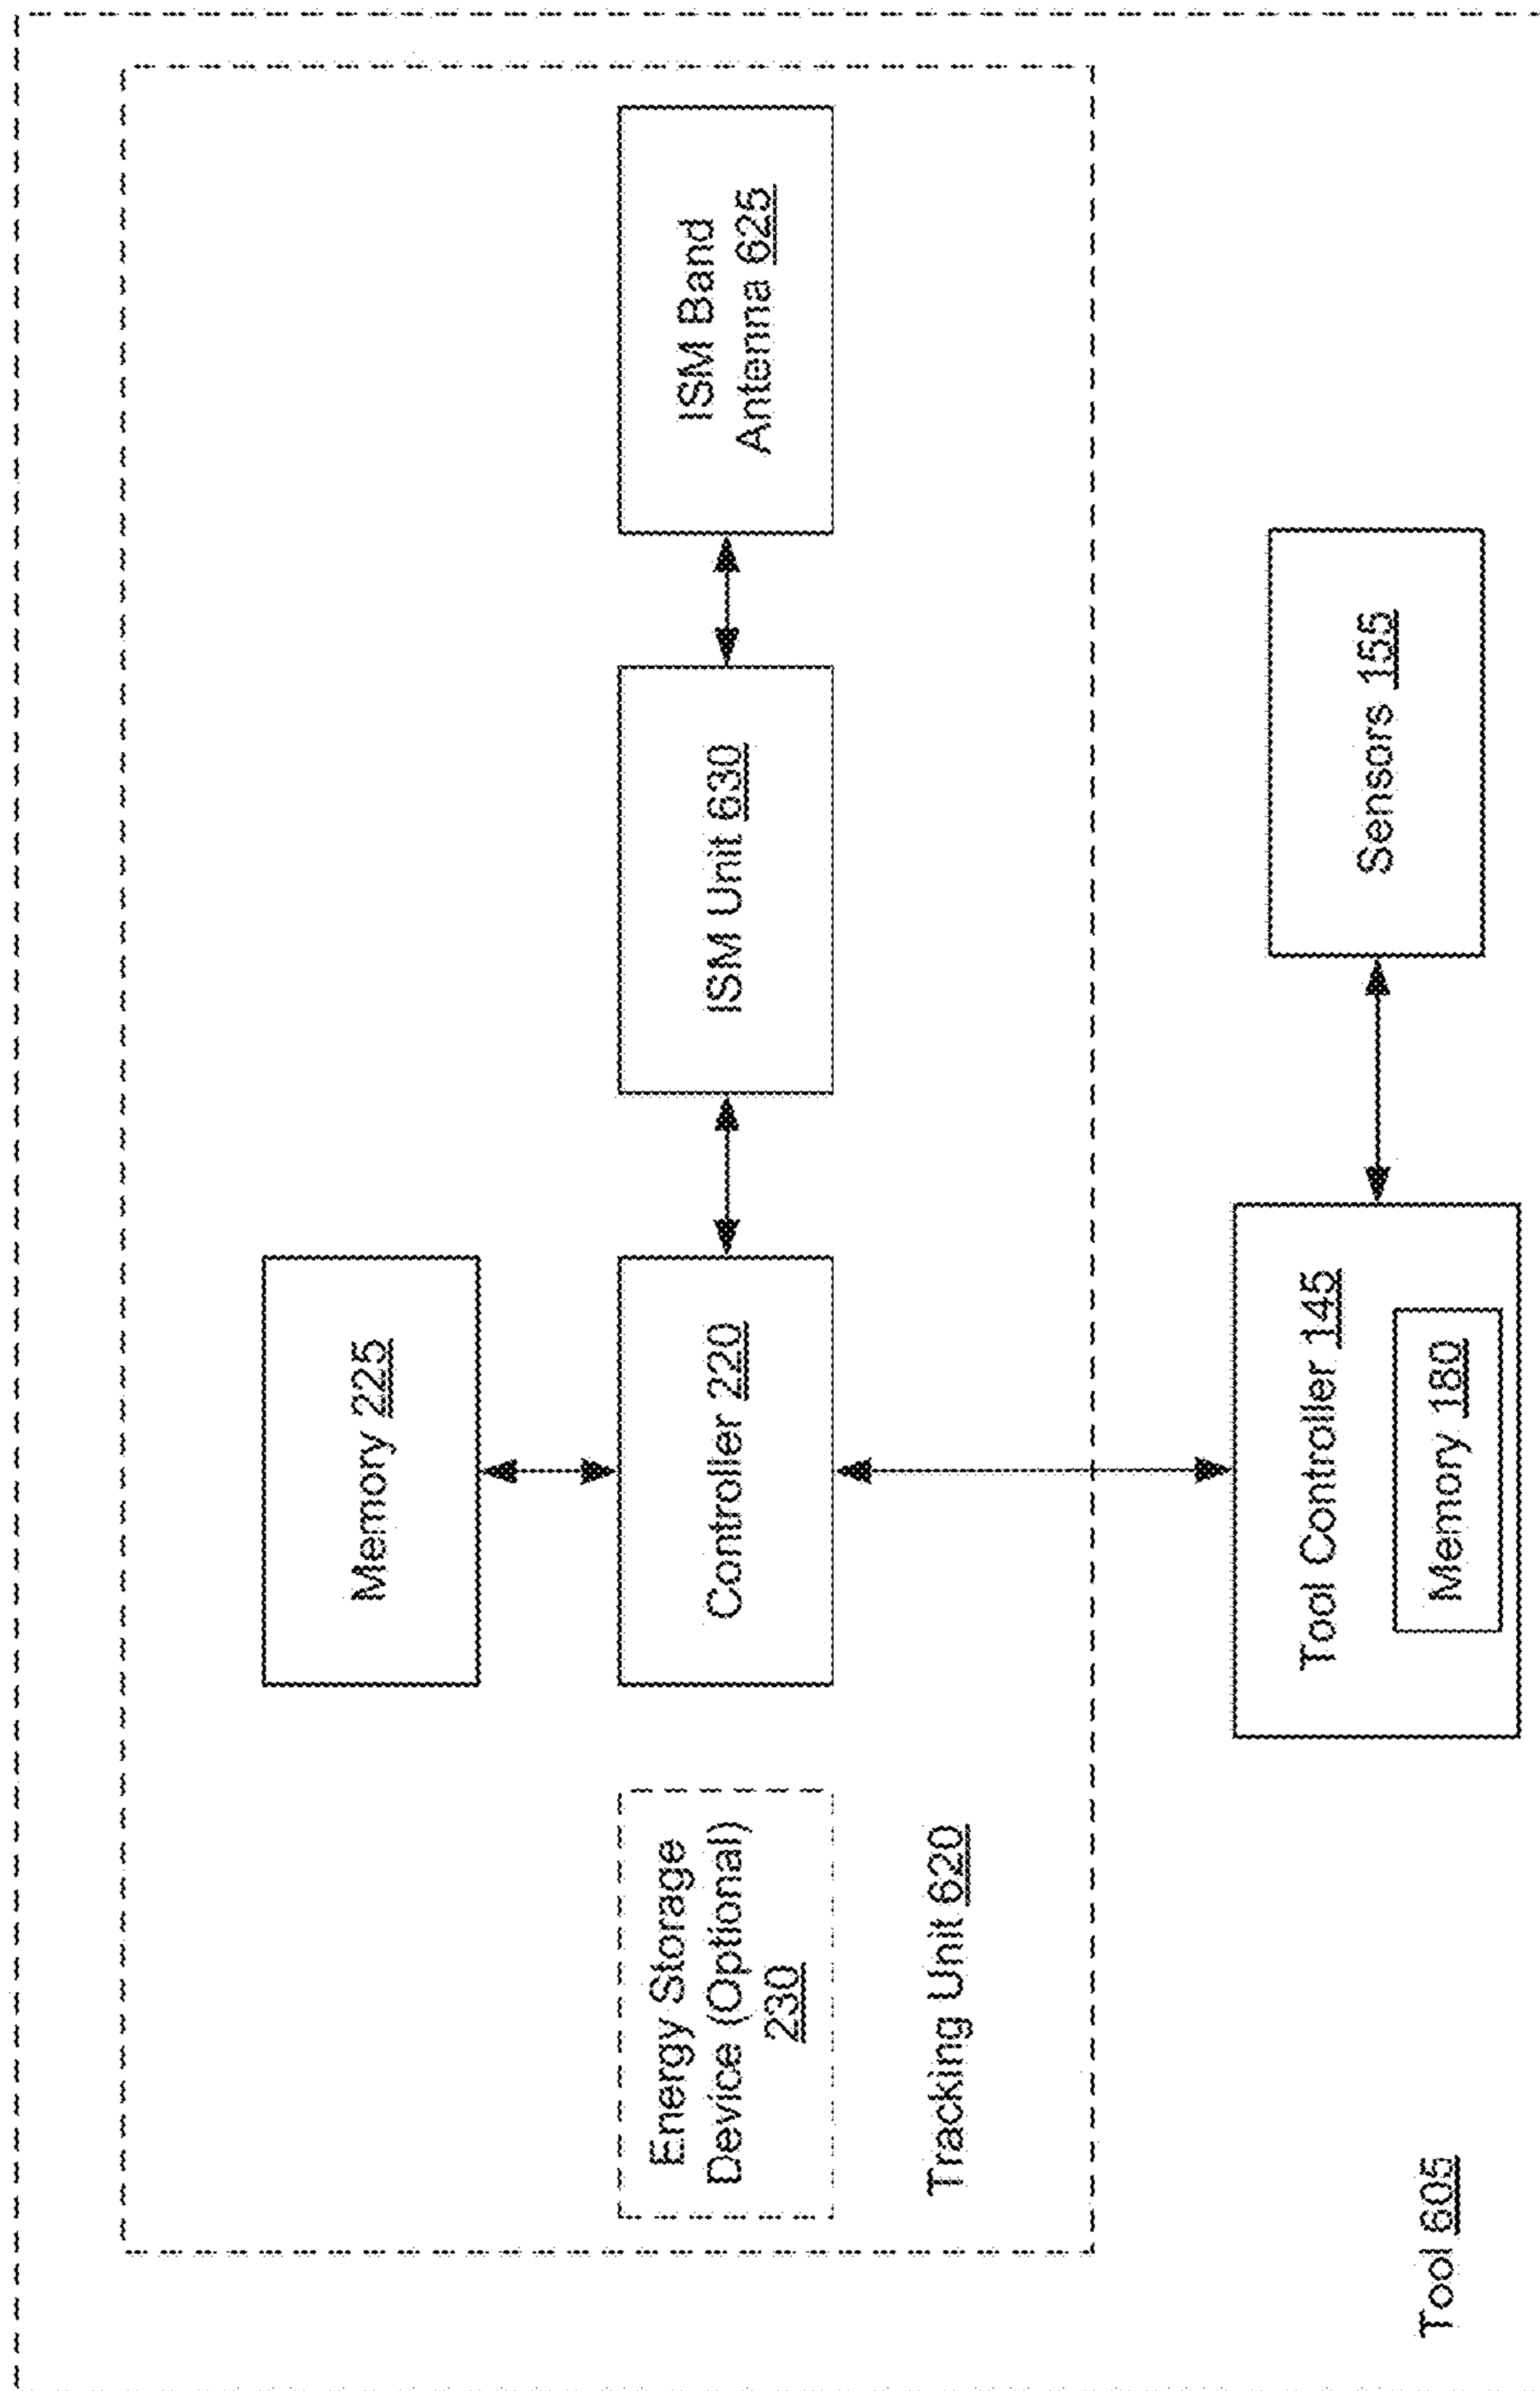 Memory 225
Energy Storage
Device (Optional)
230
Controller 220
ISM Unit 630
ISM Band
Antenna 625
Tracking Unit 620
Tool Controller 145
Memory 180
Sensors 155
Tool 605